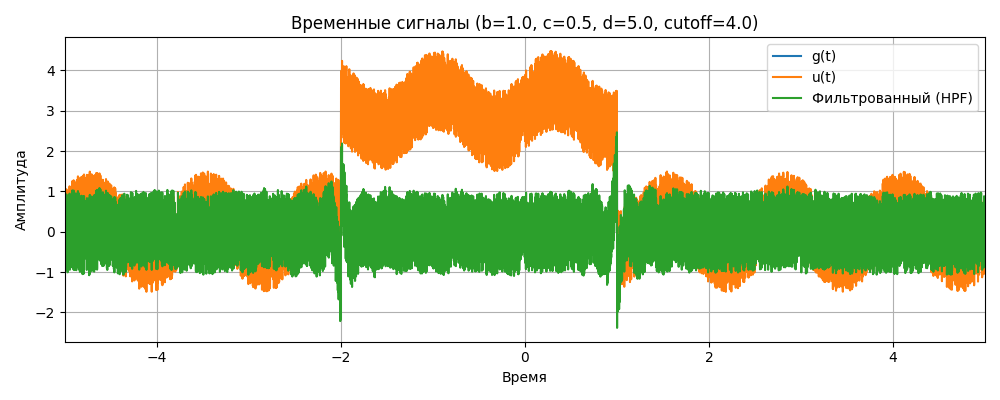 Временные сигналы (b=1.0, c=0.5, d=5.0, cutoff=4.0)
g(t)
u(t)
Фильтрованный (HPF)
Амплитуда
4
3
2
1
0
−1
−2
−4
−2
0
2
4
Время